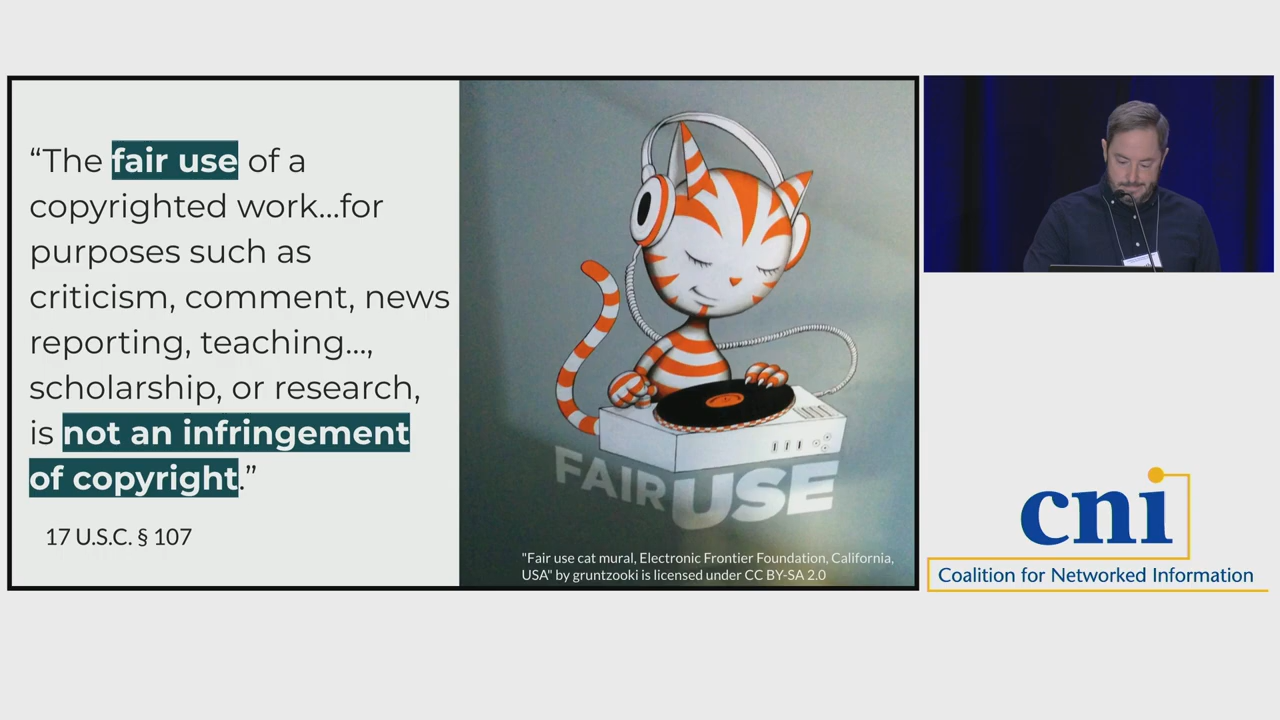 “The fair use of a
copyrighted work...for
purposes such as
criticism, comment, news
reporting, teaching...,
scholarship, or research,
is not an infringement
of copyright.”
17 U.S.C. § 107
FAIR USE
"Fair use cat mural, Electronic Frontier Foundation, California,
USA" by gruntzooki is licensed under CC BY-SA 2.0
cni
Coalition for Networked Information